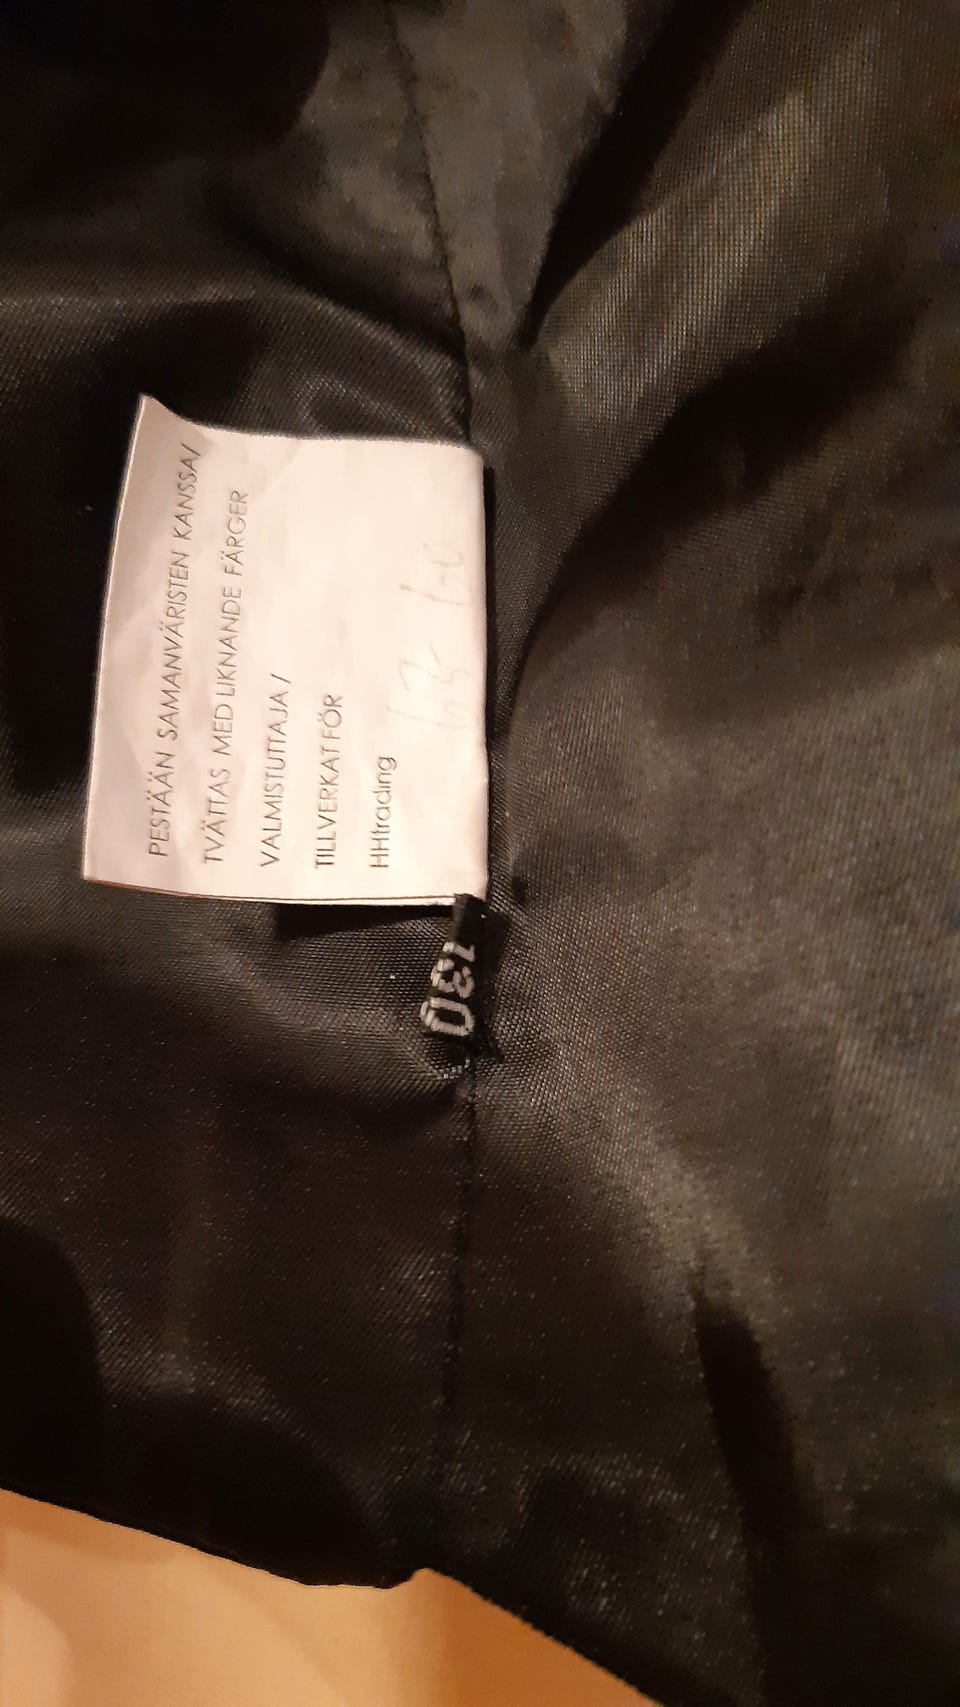 PESTÄÄN SAMANVÄRISTEN KANSSA/
TVÄTTAS MED LIKNANDE FÄRGER
VALMISTUTTAJA/
TILLVERKAT FÖR
HHtrading
130